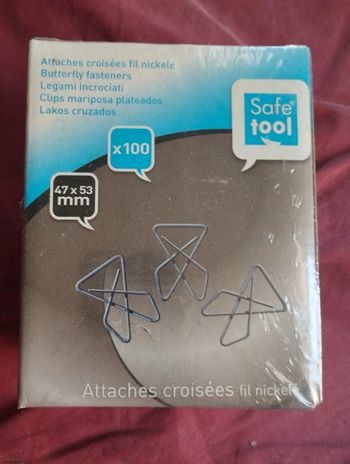 Attaches croisées fil nickelé
Butterfly fasteners
Legami incrociati
Clips mariposa plateados
Lakos cruzados
Safe®
tool
x100
47 x 53
mm
Attaches croisées fil nickelé